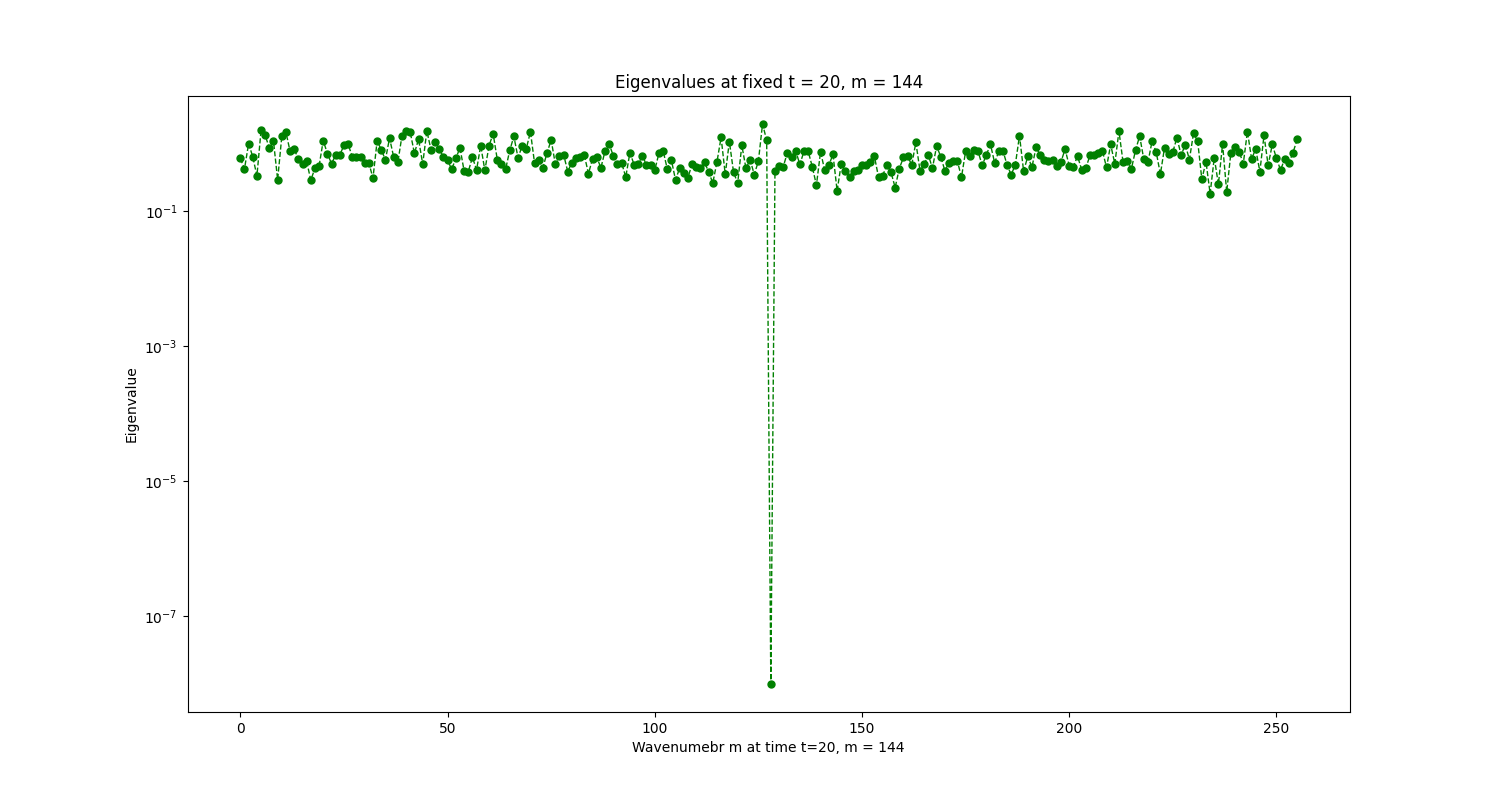 Eigenvalues at fixed t = 20, m = 144
Eigenvalue
10⁻¹
10⁻³
10⁻⁵
10⁻⁷
0 50 100 150 200 250
Wavenumebr m at time t=20, m = 144